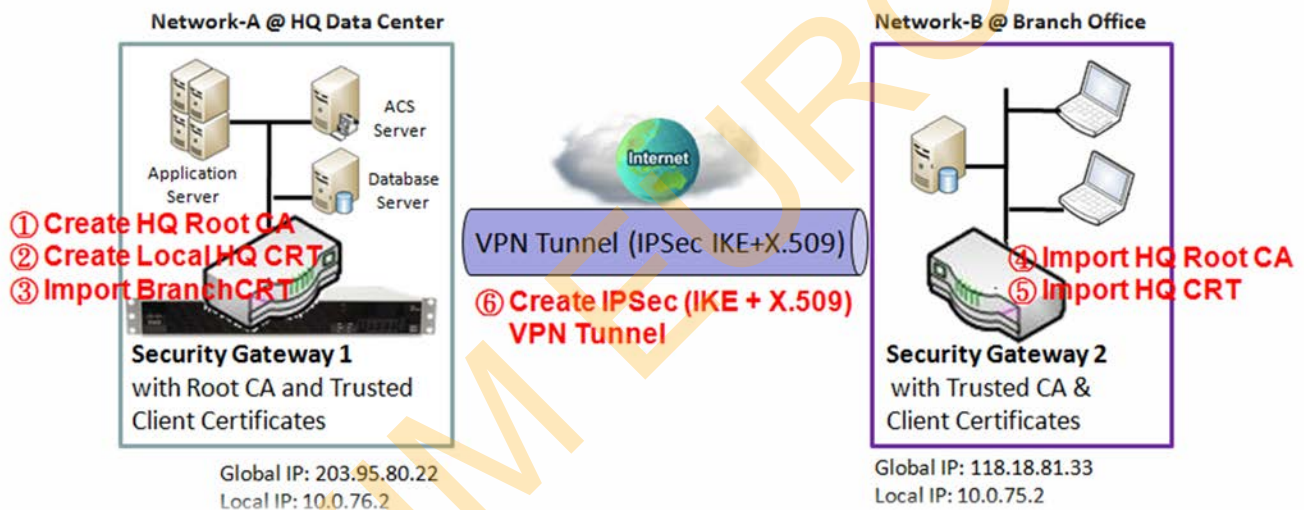 Network-A @ HQ Data Center
Network-B @ Branch Office
ACS
Server
Application
Server
Database
Server
Internet
① Create HQ Root CA
② Create Local HQ CRT
③ Import BranchCRT
VPN Tunnel (IPSec IKE+X.509)
⑥ Create IPSec (IKE + X.509)
VPN Tunnel
④ Import HQ Root CA
⑤ Import HQ CRT
Security Gateway 1
with Root CA and Trusted
Client Certificates
Security Gateway 2
with Trusted CA &
Client Certificates
Global IP: 203.95.80.22
Local IP: 10.0.76.2
Global IP: 118.18.81.33
Local IP: 10.0.75.2